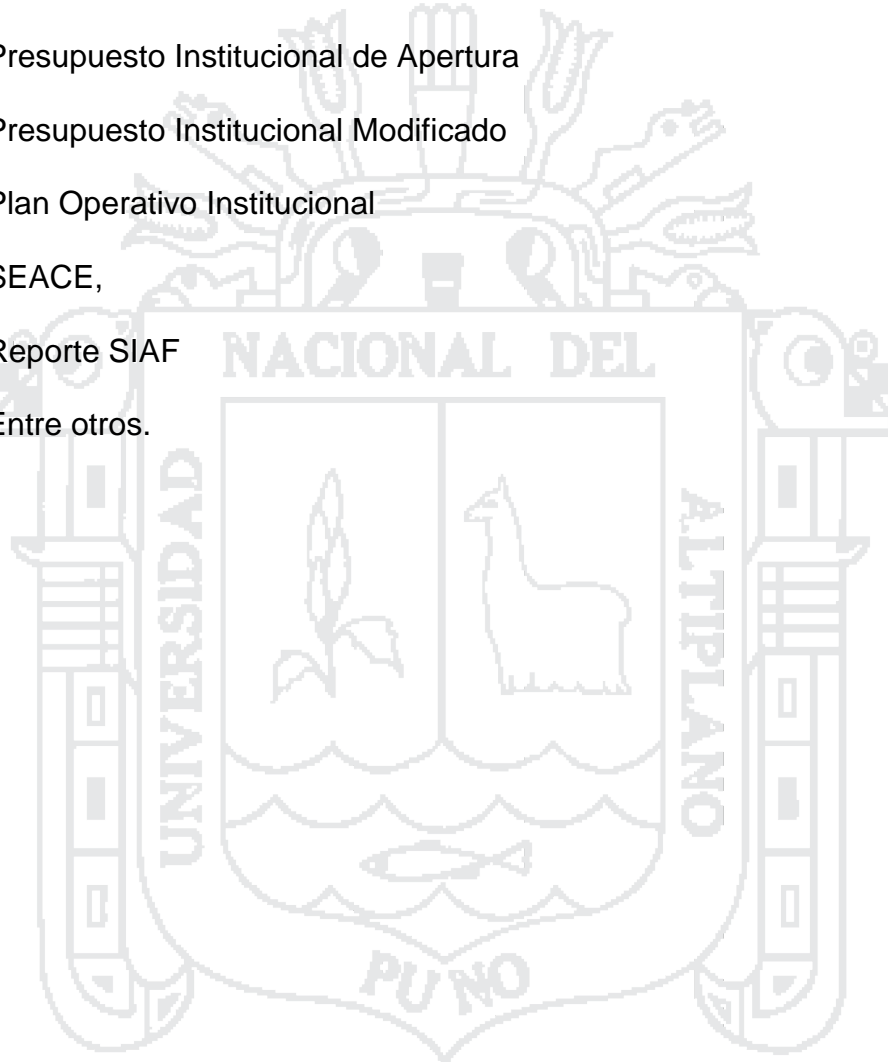 Presupuesto Institucional de Apertura
Presupuesto Institucional Modificado
Plan Operativo Institucional
SEACE,
Reporte SIAF
Entre otros.
NACIONAL DEL
UNIVERSIDAD
ALTIPLANO
PUNO